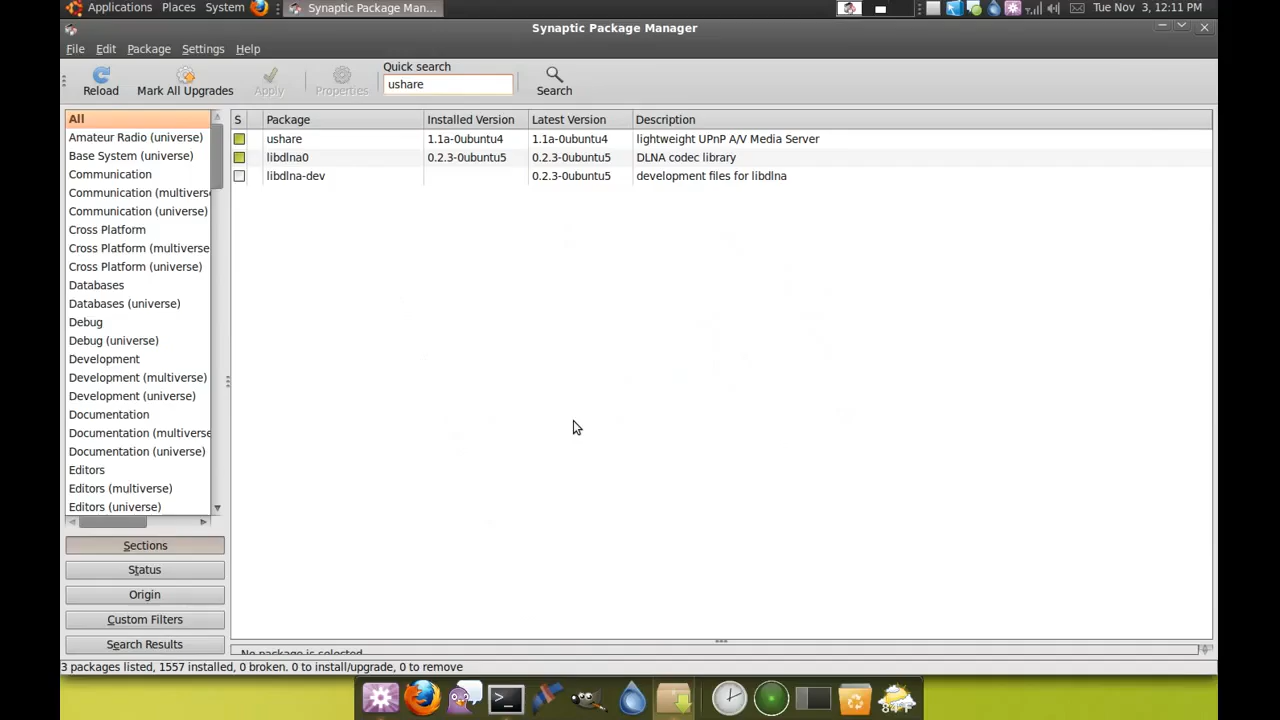 Applications Places System Synaptic Package Man... Tue Nov 3, 12:11 PM
Synaptic Package Manager
File Edit Package Settings Help
Quick search
Reload Mark All Upgrades Apply Properties ushare Search
All
Amateur Radio (universe)
Base System (universe)
Communication
Communication (multivers
Communication (universe)
Cross Platform
Cross Platform (multiverse
Cross Platform (universe)
Databases
Databases (universe)
Debug
Debug (universe)
Development
Development (multiverse)
Development (universe)
Documentation
Documentation (multiverse
Documentation (universe)
Editors
Editors (multiverse)
Editors (universe)
S Package Installed Version Latest Version Description
ushare 1.1a-0ubuntu4 1.1a-0ubuntu4 lightweight UPnP A/V Media Server
libdlna0 0.2.3-0ubuntu5 0.2.3-0ubuntu5 DLNA codec library
libdlna-dev 0.2.3-0ubuntu5 development files for libdlna
Sections
Status
Origin
Custom Filters
Search Results
No package is selected.
3 packages listed, 1557 installed, 0 broken. 0 to install/upgrade, 0 to remove